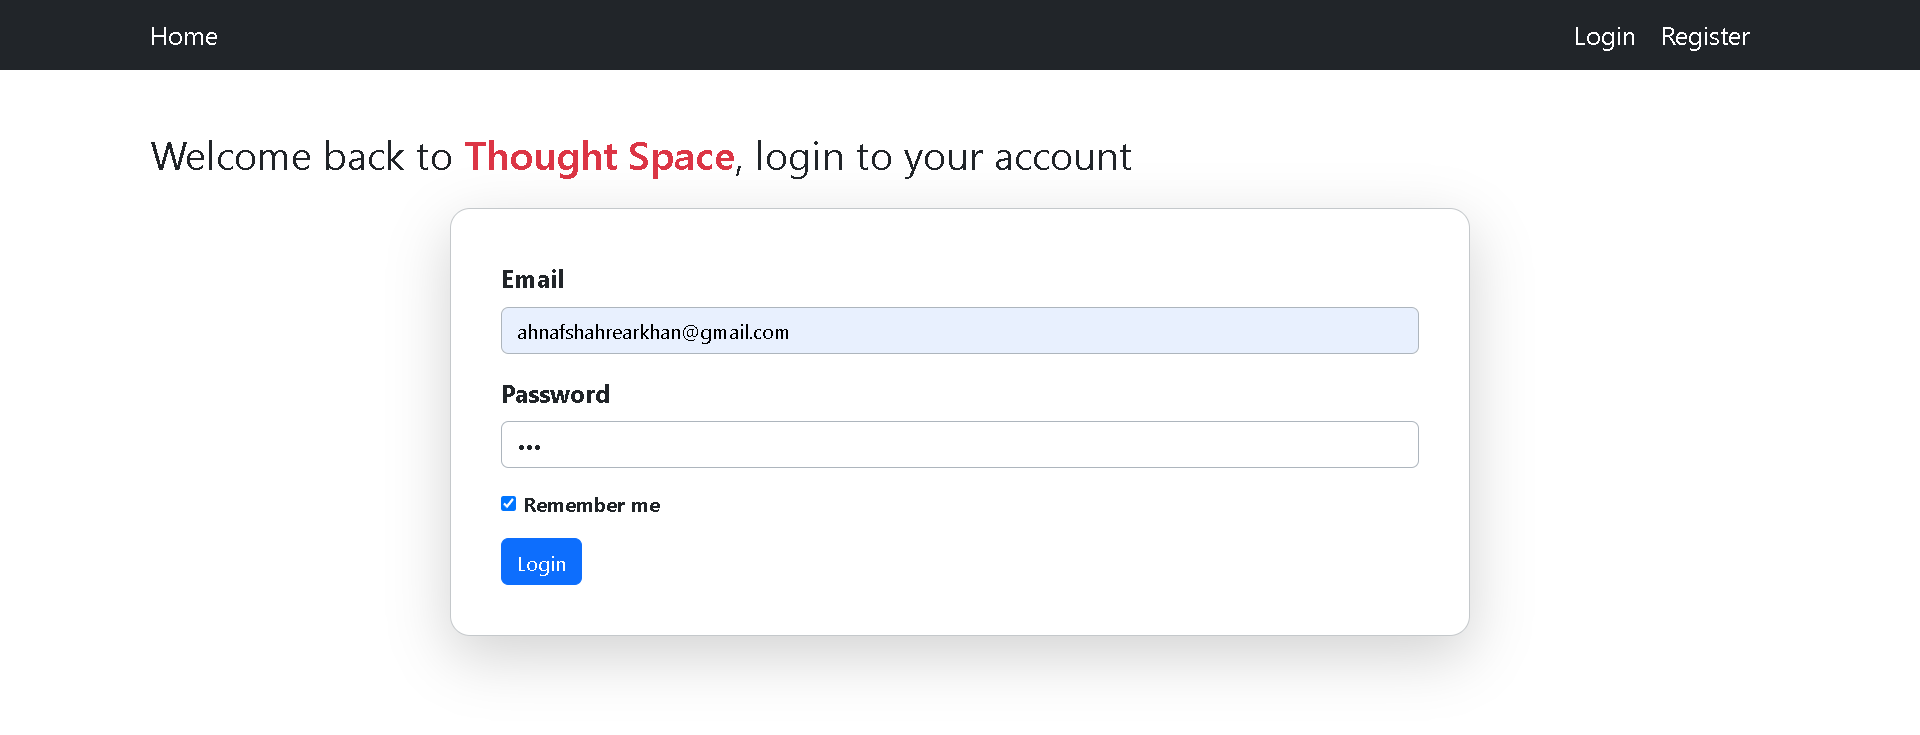 Home
Login
Register
Welcome back to Thought Space, login to your account
Email
ahnafshahrearkhan@gmail.com
Password
•••
Remember me
Login